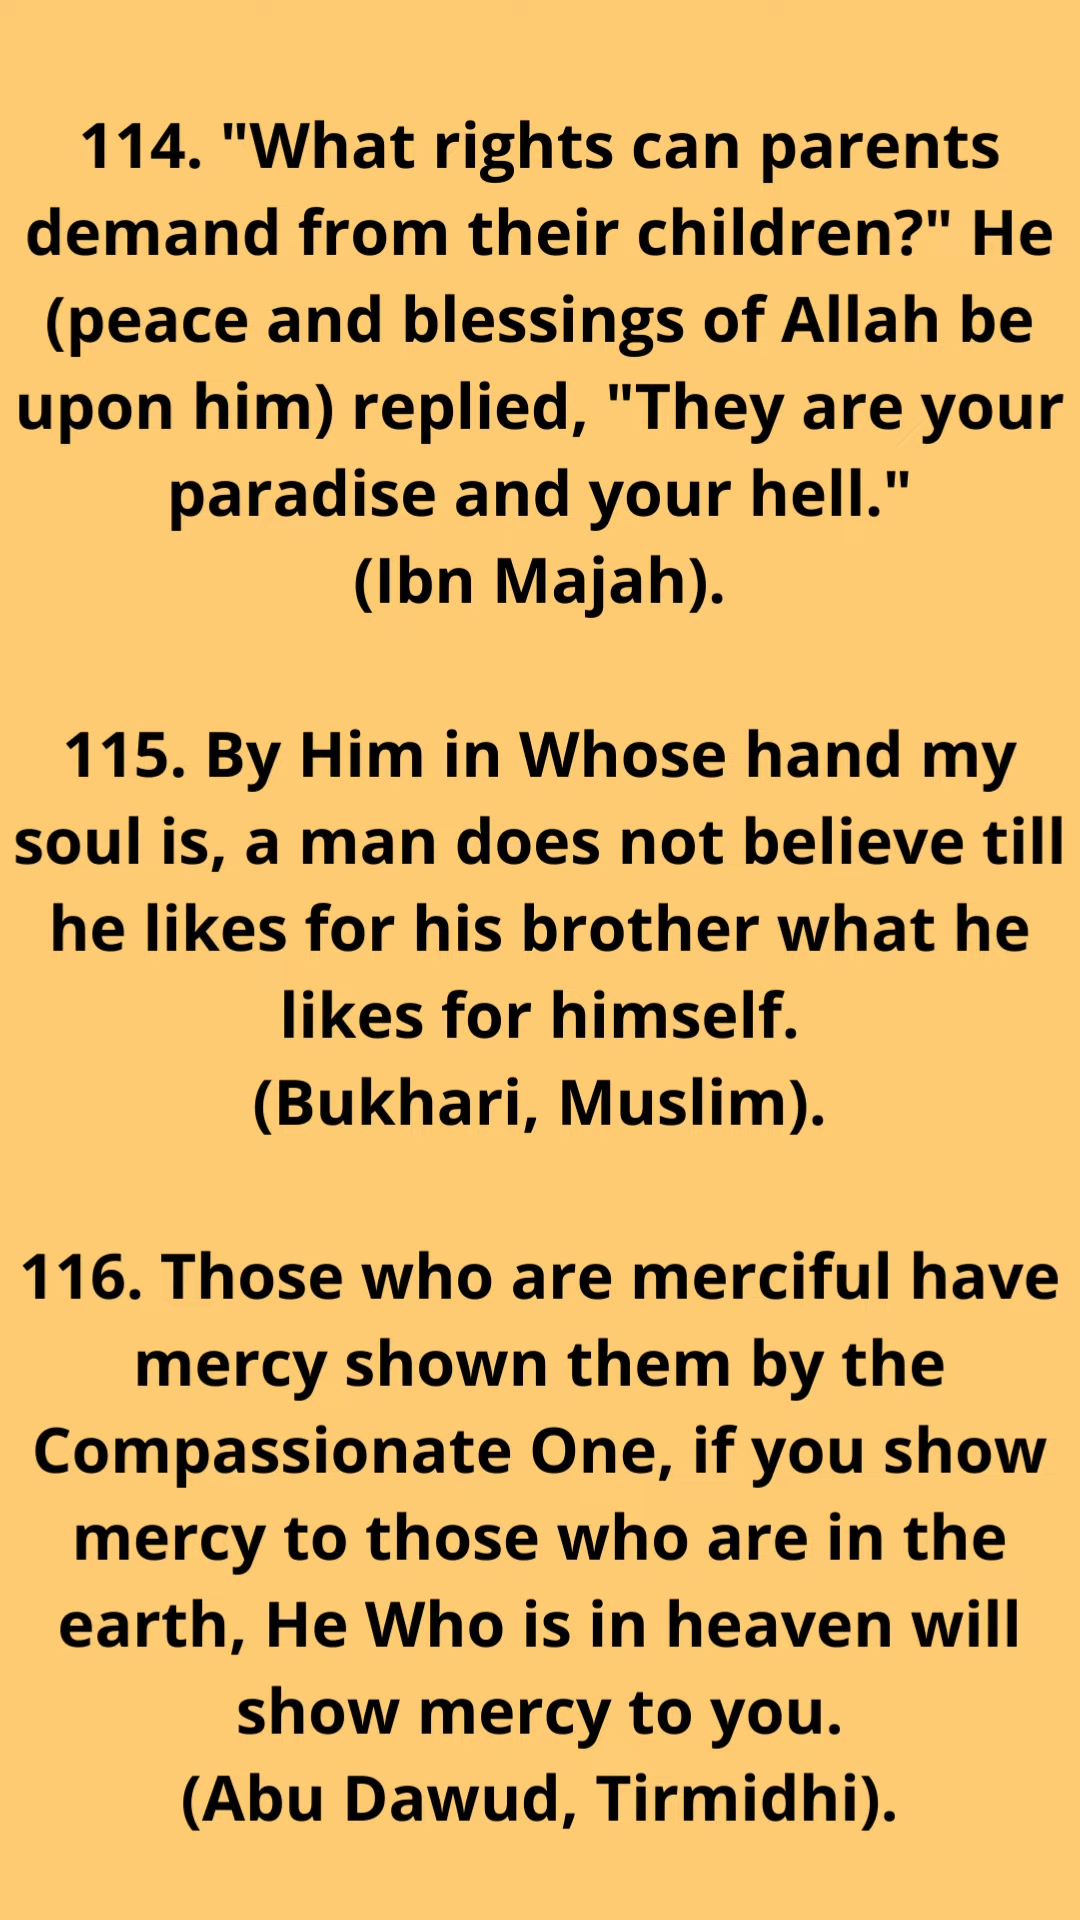 114. "What rights can parents
demand from their children?" He
(peace and blessings of Allah be
upon him) replied, "They are your
paradise and your hell."
(Ibn Majah).
115. By Him in Whose hand my
soul is, a man does not believe till
he likes for his brother what he
likes for himself.
(Bukhari, Muslim).
116. Those who are merciful have
mercy shown them by the
Compassionate One, if you show
mercy to those who are in the
earth, He Who is in heaven will
show mercy to you.
(Abu Dawud, Tirmidhi).